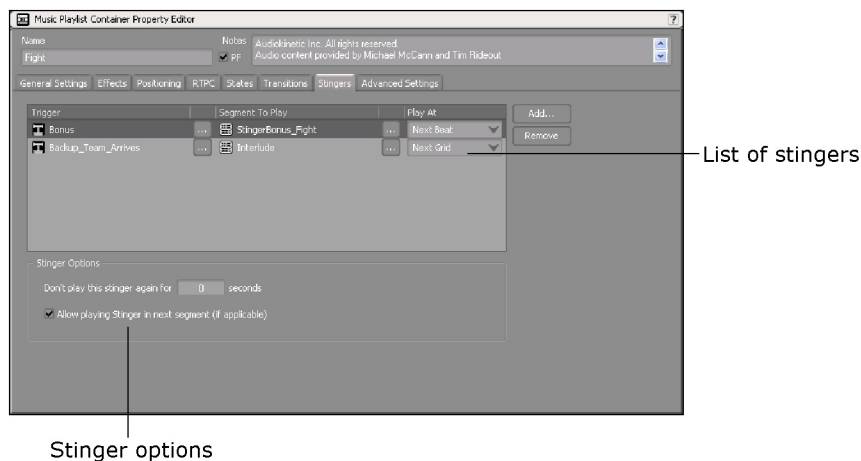 Music Playlist Container Property Editor ?
Name Notes Audiokinetic Inc. All rights reserved.
Fight PF Audio content provided by Michael McCann and Tim Rideout
General Settings Effects Positioning RTPC States Transitions Stingers Advanced Settings
Trigger Segment To Play Play At Add...
Bonus ... StingerBonus_Fight ... Next Beat Remove
Backup_Team_Arrives ... Interlude ... Next Grid
List of stingers
Stinger Options
Don't play this stinger again for 0 seconds
Allow playing Stinger in next segment (if applicable)
Stinger options